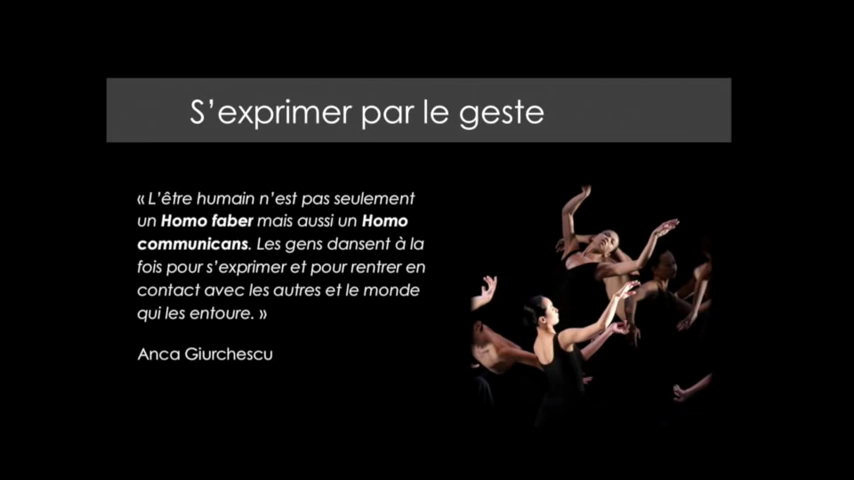 S'exprimer par le geste
« L'être humain n'est pas seulement
un Homo faber mais aussi un Homo
communicans. Les gens dansent à la
fois pour s'exprimer et pour rentrer en
contact avec les autres et le monde
qui les entoure. »
Anca Giurchescu